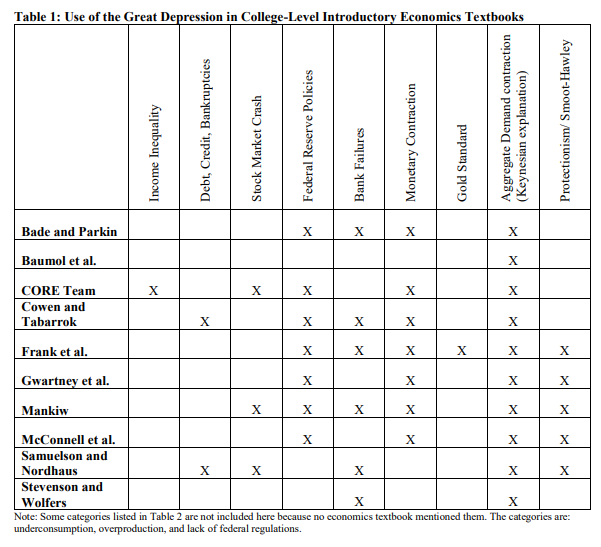 Table 1: Use of the Great Depression in College-Level Introductory Economics Textbooks
Income Inequality
Debt, Credit, Bankruptcies
Stock Market Crash
Federal Reserve Policies
Bank Failures
Monetary Contraction
Gold Standard
Aggregate Demand contraction
(Keynesian explanation)
Protectionism/ Smoot-Hawley
Bade and Parkin X X X X
Baumol et al. X
CORE Team X X X X X
Cowen and
Tabarrok X X X X X
Frank et al. X X X X X X
Gwartney et al. X X X X
Mankiw X X X X X X
McConnell et al. X X X X
Samuelson and
Nordhaus X X X X X
Stevenson and
Wolfers X X
Note: Some categories listed in Table 2 are not included here because no economics textbook mentioned them. The categories are:
underconsumption, overproduction, and lack of federal regulations.